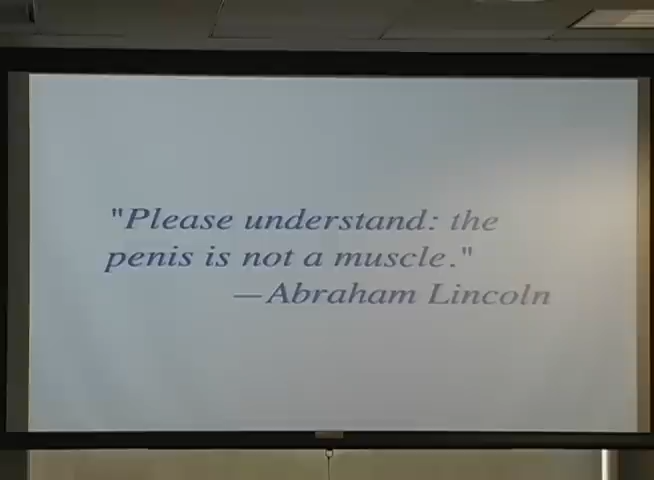 "Please understand: the
penis is not a muscle."
—Abraham Lincoln